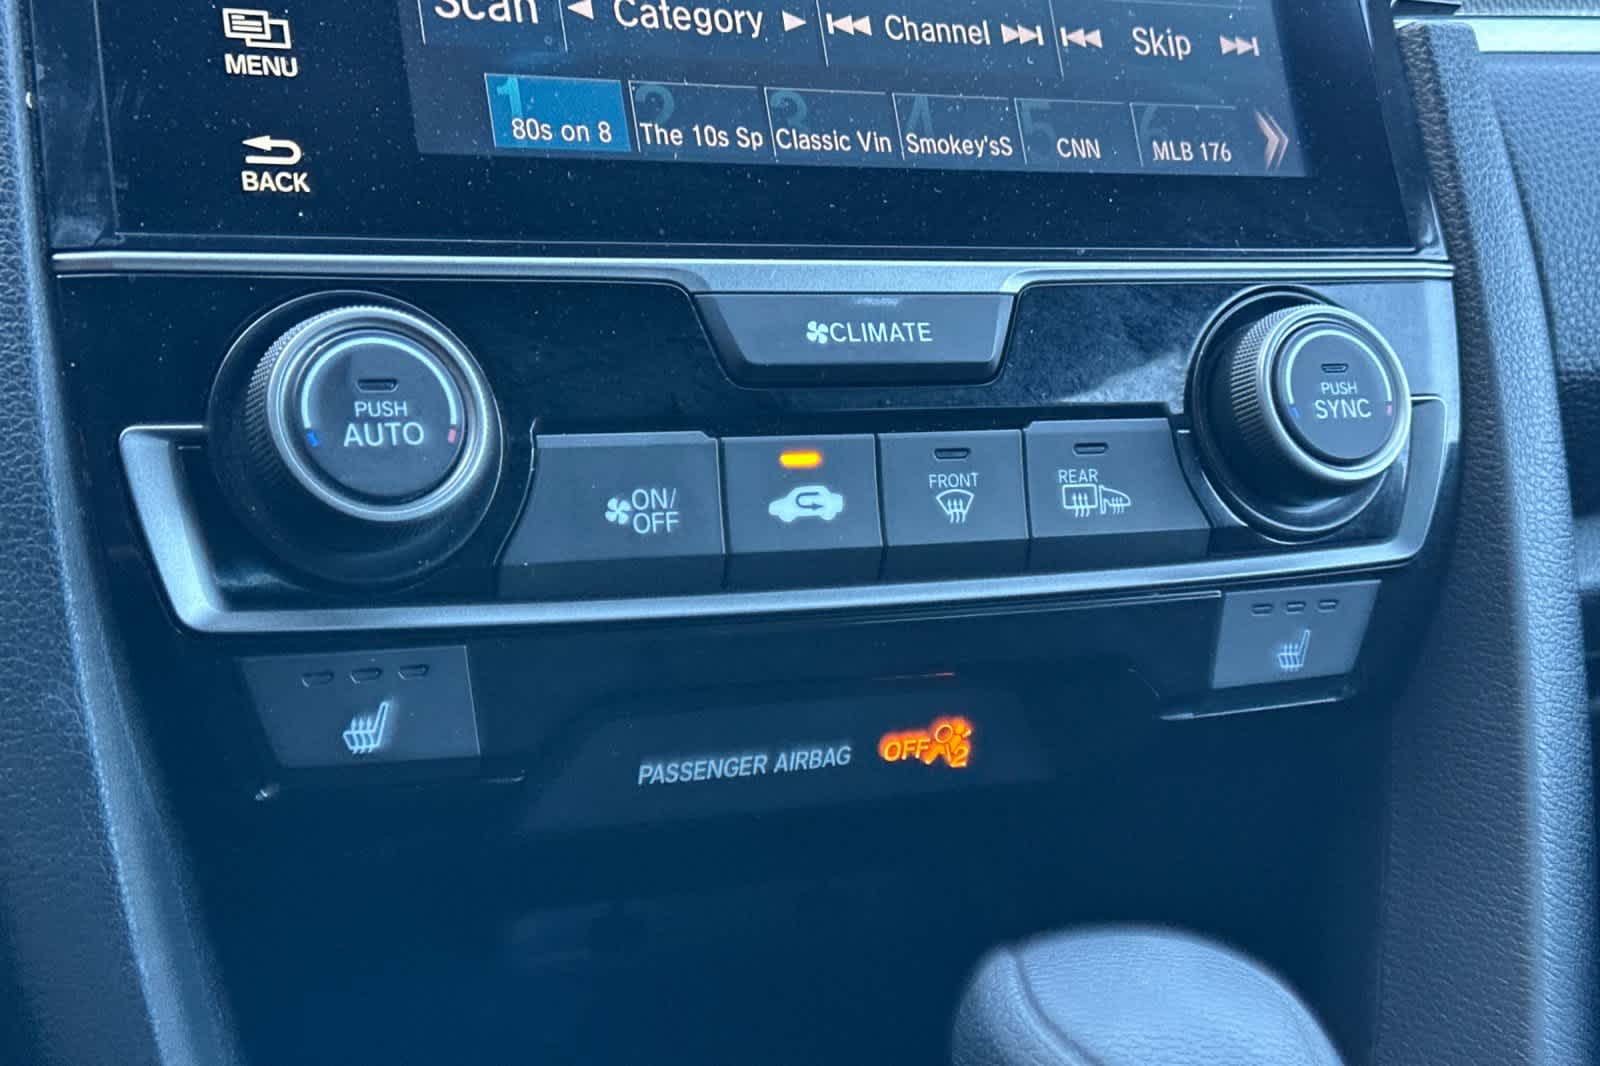 Scan
Category
Channel
Skip
MENU
1
2
3
4
5
6
80s on 8
The 10s Sp
Classic Vin
Smokey'sS
CNN
MLB 176
BACK
CLIMATE
PUSH
AUTO
PUSH
SYNC
ON/
OFF
FRONT
REAR
PASSENGER AIRBAG
OFF
2